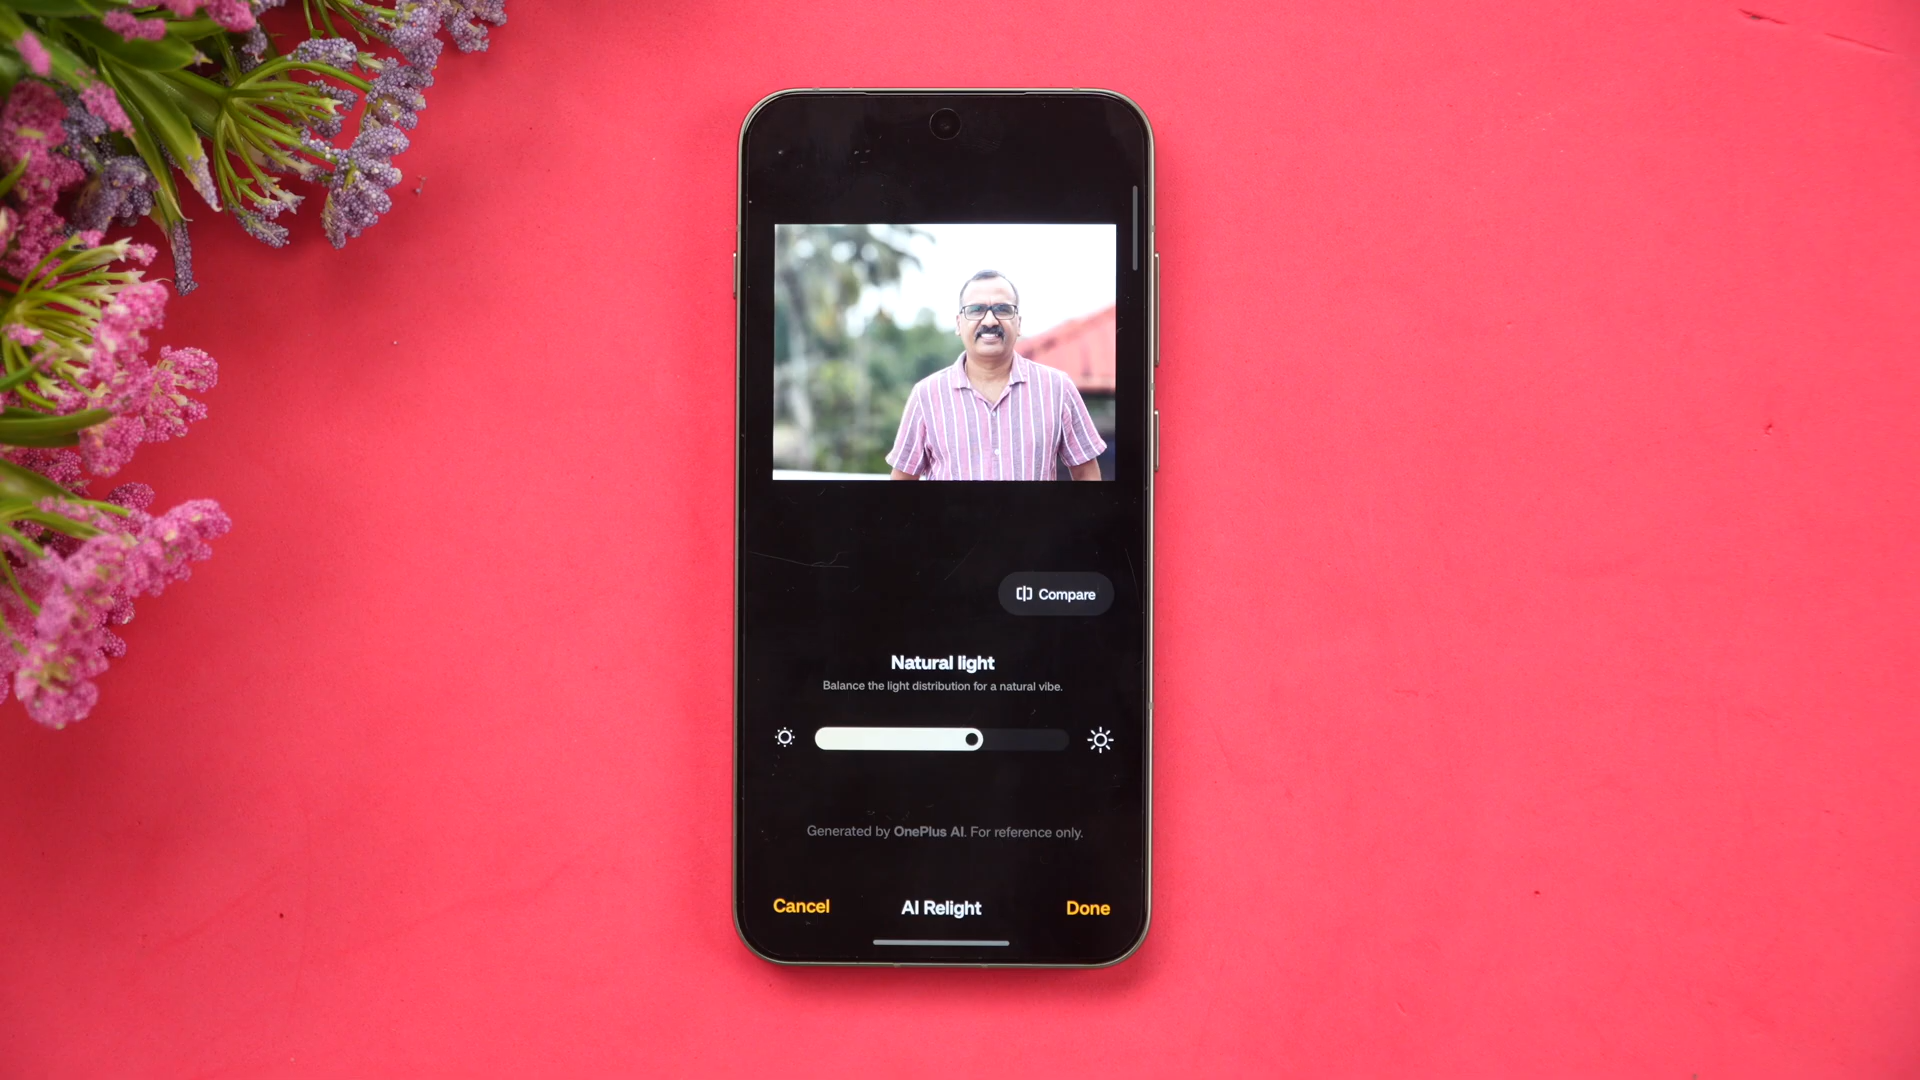 Compare
Natural light
Balance the light distribution for a natural vibe.
Generated by OnePlus AI. For reference only.
Cancel
AI Relight
Done